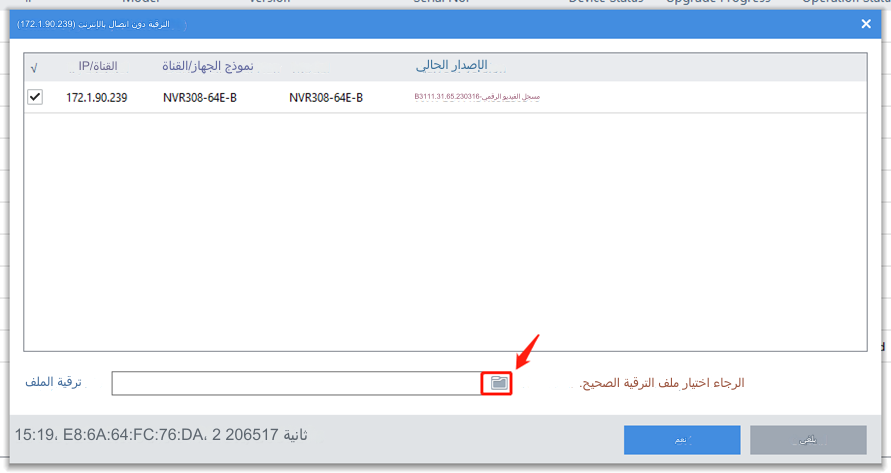 Model Version Serial No. Device Status Upgrade Progress Operation Status
الترقية دون اتصال بالإنترنت (172.1.90.239)
√ القناة/IP نموذج الجهاز/القناة الإصدار الحالي
172.1.90.239 NVR308-64E-B NVR308-64E-B مسجل الفيديو الرقمي-B3111.31.65.230316
ترقية الملف
الرجاء اختيار ملف الترقية الصحيح.
15:19، E8:6A:64:FC:76:DA، 2 206517 ثانية
نعم يلغي